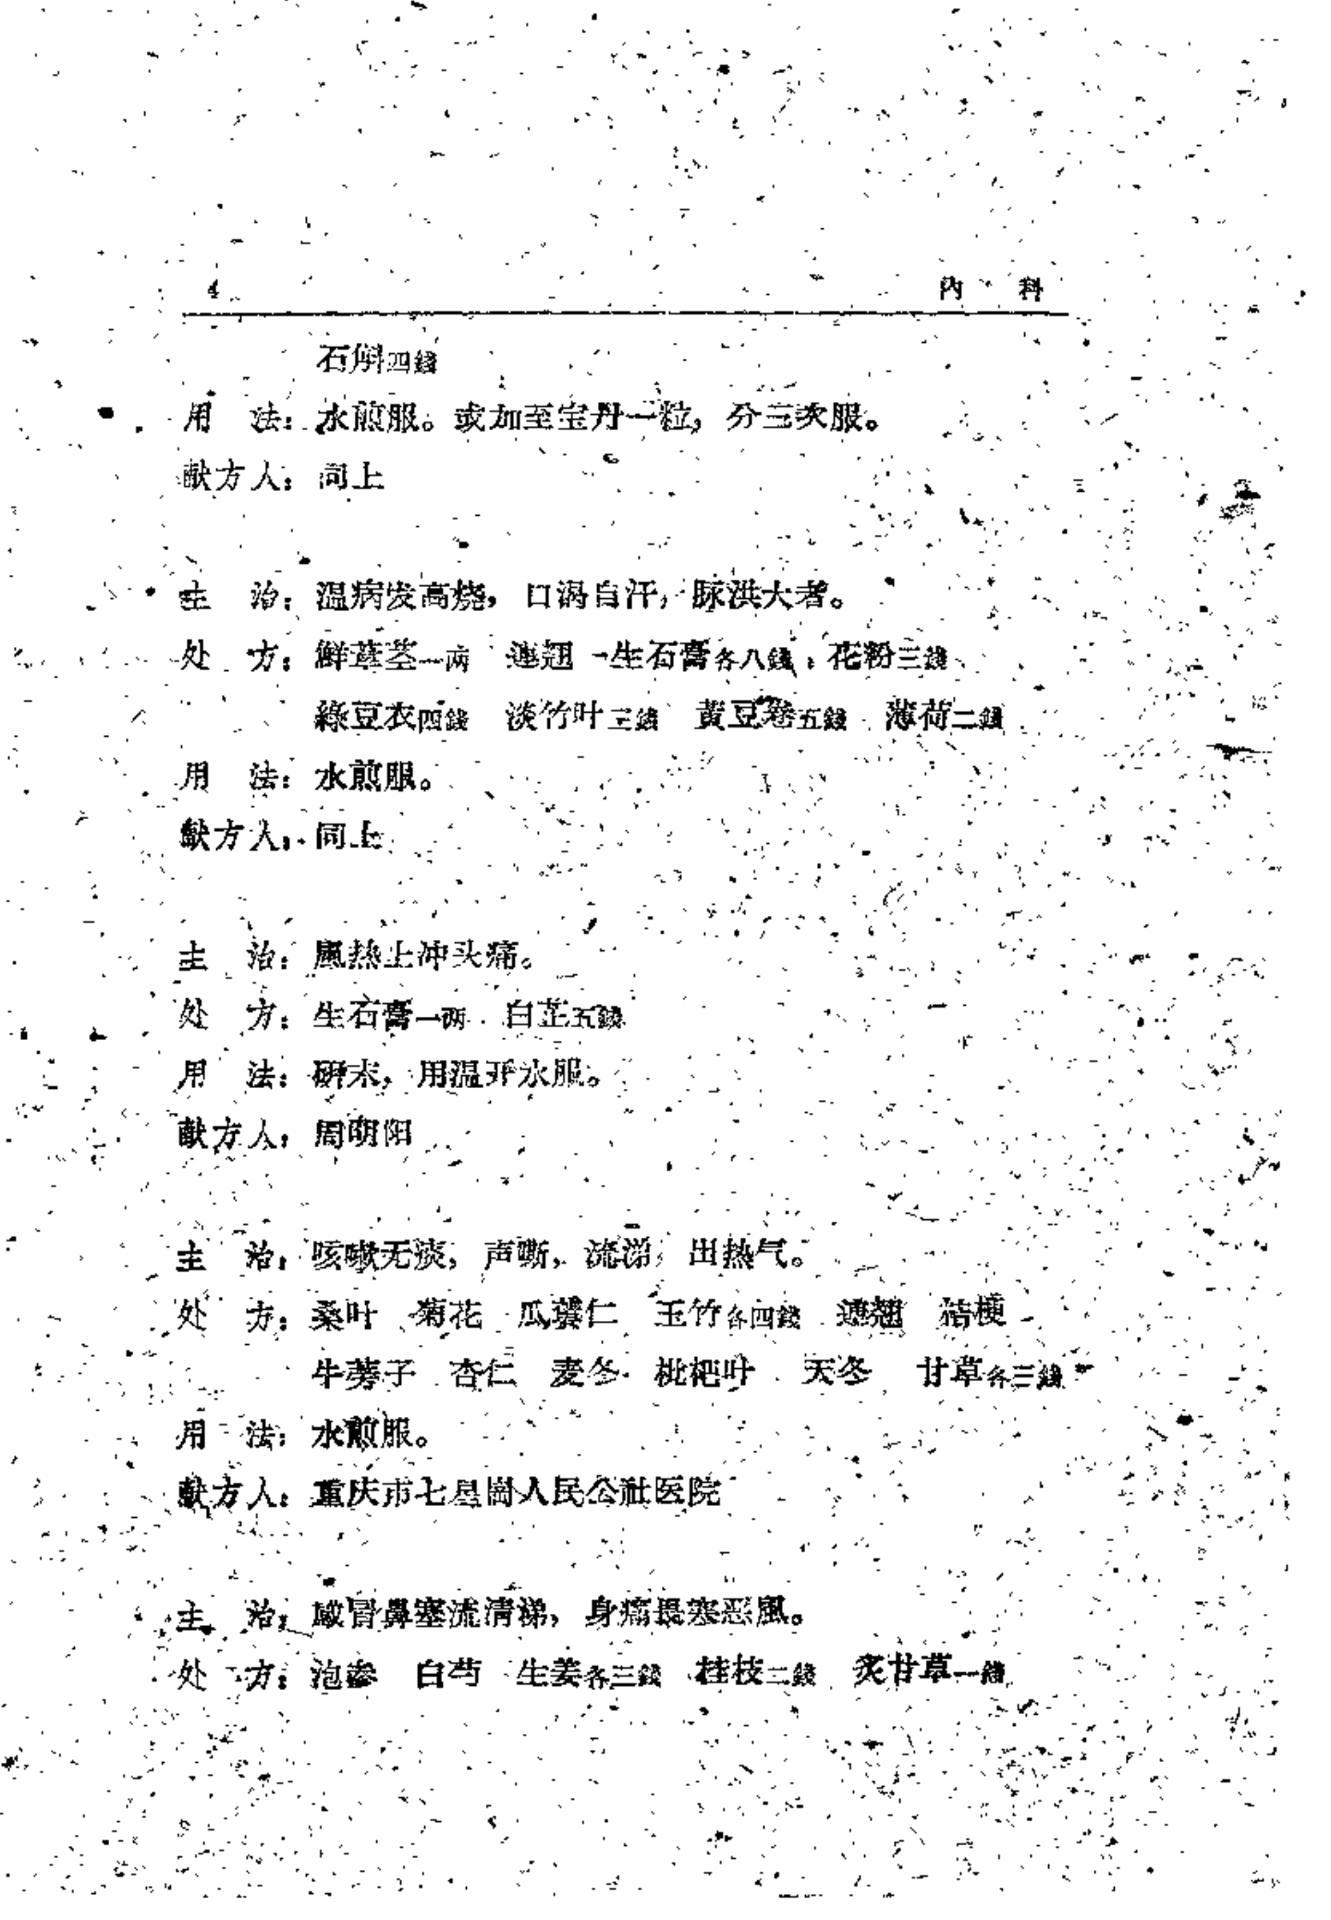 4 內 科
石斛四錢
用 法：水煎服。或加至宝丹一粒，分三次服。
献方人：同上
主 治：温病发高烧，口渴自汗，脉洪大者。
处 方：鮮葦茎一两 連翘 生石膏各八錢 花粉三錢
綠豆衣四錢 淡竹叶三錢 黃豆卷五錢 薄荷二錢
用 法：水煎服。
献方人：同上
主 治：風热上冲头痛。
处 方：生石膏一两 白芷五錢
用 法：研末，用温开水服。
献方人：周朝阳
主 治：咳嗽无痰，声嘶，流涕，出热气。
处 方：桑叶 菊花 瓜蔞仁 玉竹各四錢 連翘 桔梗
牛蒡子 杏仁 麦冬 枇杷叶 天冬 甘草各三錢
用 法：水煎服。
献方人：重庆市七星崗人民公社医院
主 治：感冒鼻塞流清涕，身痛畏寒恶風。
处 方：泡参 白芍 生姜各三錢 桂枝二錢 炙甘草一錢